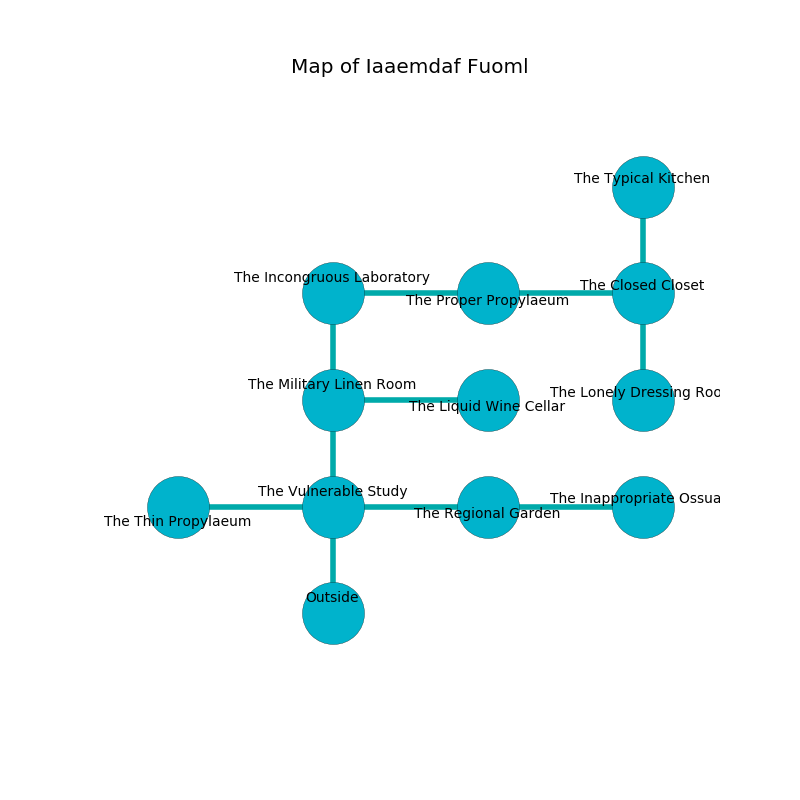 Map of Iaaemdaf Fuoml
The Typical Kitchen
The Incongruous Laboratory
The Closed Closet
The Proper Propylaeum
The Military Linen Room
The Lonely Dressing Roo
The Liquid Wine Cellar
The Vulnerable Study
The Inappropriate Ossua
The Regional Garden
The Thin Propylaeum
Outside